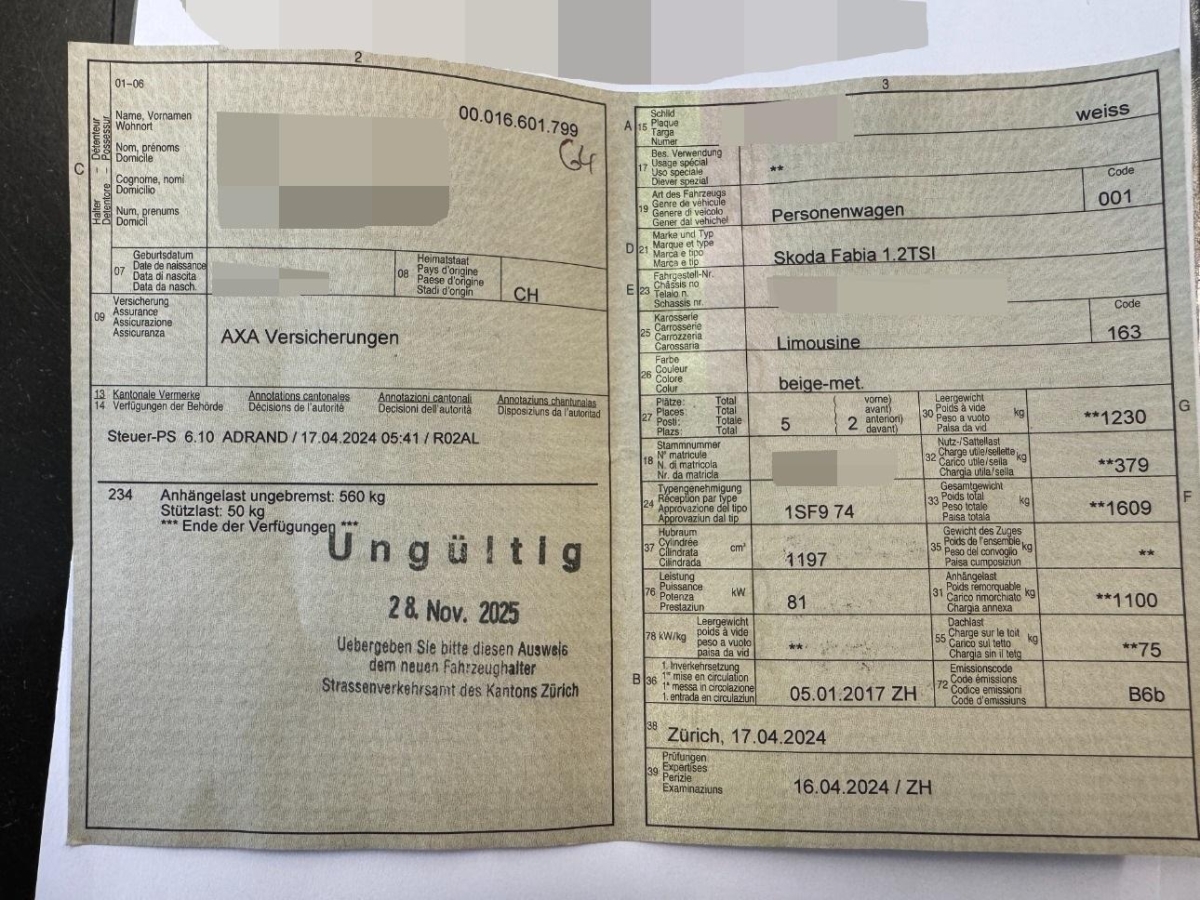 2
01-06
C
Halter – Détenteur
Detentore – Possessur
Name, Vornamen
Wohnort
Nom, prénoms
Domicile
Cognome, nomi
Domicilio
Num, prenums
Domicil
00.016.601.799
07
Geburtsdatum
Date de naissance
Data di nascita
Data da nasch.
08
Heimatstaat
Pays d'origine
Paese d'origine
Stadi d'origin
CH
09
Versicherung
Assurance
Assicurazione
Assicuranza
AXA Versicherungen
13 Kantonale Vermerke Annotations cantonales Annotazioni cantonali Annotaziuns chantunalas
14 Verfügungen der Behörde Décisions de l'autorité Decisioni dell'autorità Disposiziuns da l'autoritad
Steuer-PS 6.10 ADRAND / 17.04.2024 05:41 / R02AL
234 Anhängelast ungebremst: 560 kg
Stützlast: 50 kg
*** Ende der Verfügungen ***
Ungültig
28. Nov. 2025
Uebergeben Sie bitte diesen Ausweis
dem neuen Fahrzeughalter
Strassenverkehrsamt des Kantons Zürich
3
A 15
Schild
Plaque
Targa
Numer
weiss
17
Bes. Verwendung
Usage spécial
Uso speciale
Diever spezial
**
19
Art des Fahrzeugs
Genre de véhicule
Genere di veicolo
Gener dal vehichel
Personenwagen
Code
001
D 21
Marke und Typ
Marque et type
Marca e tipo
Marca e tip
Skoda Fabia 1.2TSI
E 23
Fahrgestell-Nr.
Châssis no
Telaio n.
Schassis nr.
25
Karosserie
Carrosserie
Carrozzeria
Carossaria
Limousine
Code
163
26
Farbe
Couleur
Colore
Colur
beige-met.
27
Plätze: Total
Places: Total
Posti: Totale
Plazs: Total
5
2
vorne)
avant)
anteriori)
davant)
30
Leergewicht
Poids à vide
Peso a vuoto
Paisa da vid
kg
**1230
G
18
Stammnummer
N° matricule
N. di matricola
Nr. da matricla
32
Nutz-/Sattellast
Charge utile/sellette
Carico utile/sella
Chargia utila/sella
kg
**379
24
Typengenehmigung
Réception par type
Approvazione del tipo
Approvaziun dal tip
1SF9 74
33
Gesamtgewicht
Poids total
Peso totale
Paisa totala
kg
**1609
F
37
Hubraum
Cylindrée
Cilindrata
Cilindrada
cm³
1197
35
Gewicht des Zuges
Poids de l'ensemble
Peso del convoglio
Paisa cumposiziun
kg
**
76
Leistung
Puissance
Potenza
Prestaziun
kW
81
31
Anhängelast
Poids remorquable
Carico rimorchiato
Chargia annexa
kg
**1100
78 kW/kg
Leergewicht
poids à vide
peso a vuoto
paisa da vid
**
55
Dachlast
Charge sur le toit
Carico sul tetto
Chargia sin il tetg
kg
**75
B 36
1. Inverkehrsetzung
1re mise en circulation
1a messa in circolazione
1. entrada en circulaziun
05.01.2017 ZH
72
Emissionscode
Code émissions
Codice emissioni
Code d'emissiuns
B6b
38
Zürich, 17.04.2024
39
Prüfungen
Expertises
Perizie
Examinaziuns
16.04.2024 / ZH